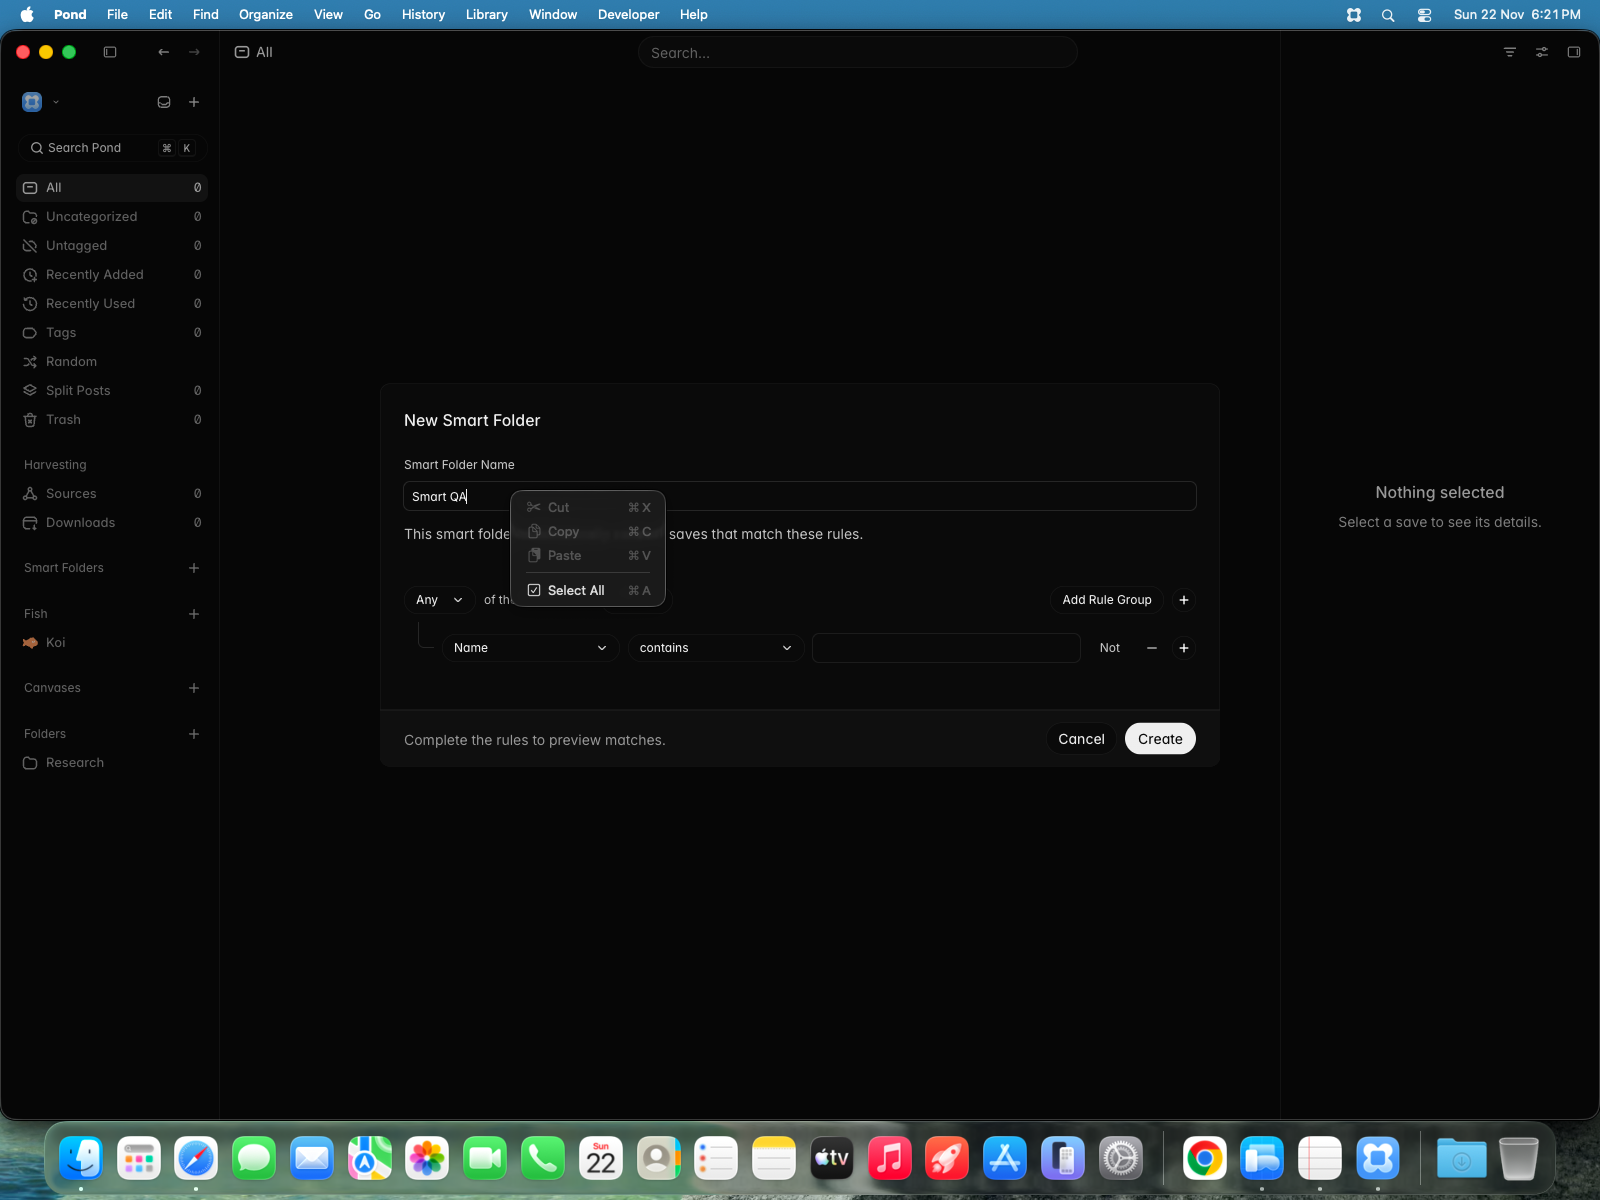 Pond File Edit Find Organize View Go History Library Window Developer Help Sun 22 Nov 6:21 PM
All
Search...
Search Pond ⌘ K
All 0
Uncategorized 0
Untagged 0
Recently Added 0
Recently Used 0
Tags 0
Random
Split Posts 0
Trash 0
Harvesting
Sources 0
Downloads 0
Smart Folders
Fish
Koi
Canvases
Folders
Research
New Smart Folder
Smart Folder Name
Smart QA
This smart folde saves that match these rules.
Cut ⌘ X
Copy ⌘ C
Paste ⌘ V
Select All ⌘ A
Any of the Add Rule Group
Name contains Not
Complete the rules to preview matches.
Cancel Create
Nothing selected
Select a save to see its details.
Sun
22
tv